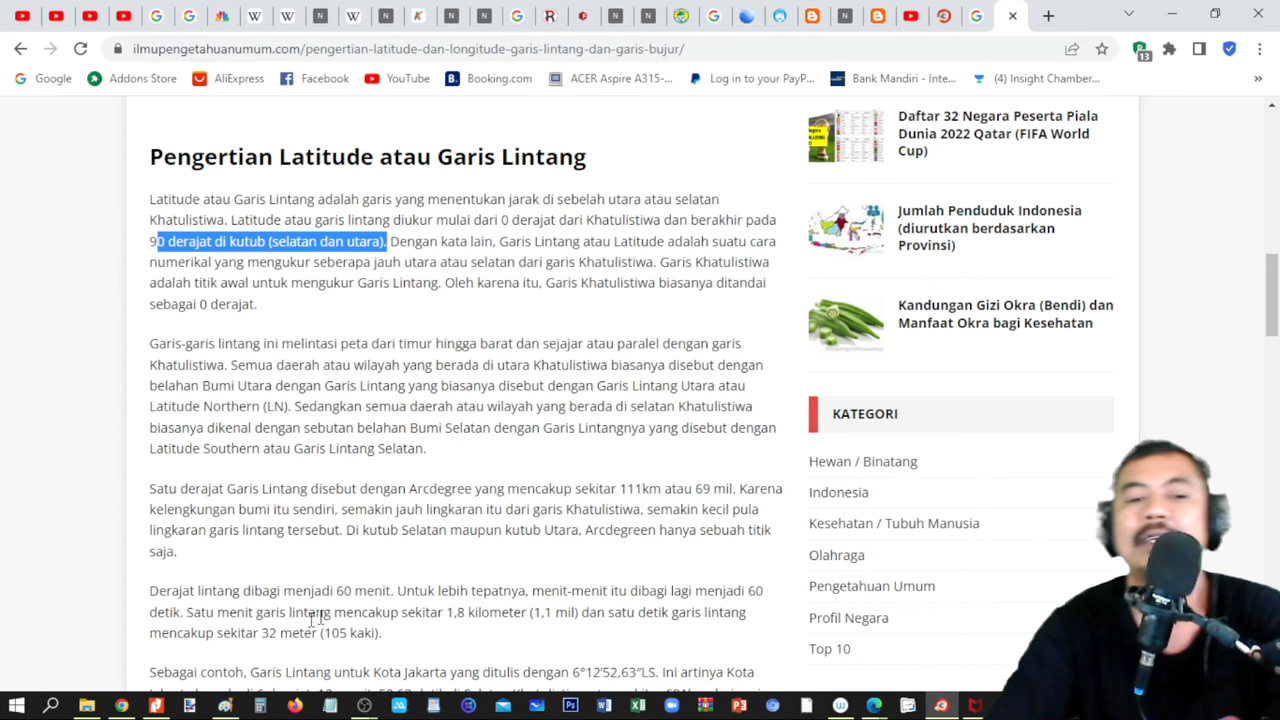 ilmupengetahuanumum.com/pengertian-latitude-dan-longitude-garis-lintang-dan-garis-bujur/
13
Google
Addons Store
AliExpress
Facebook
YouTube
Booking.com
ACER Aspire A315-...
Log in to your PayP...
Bank Mandiri - Inte...
(4) Insight Chamber...
Pengertian Latitude atau Garis Lintang
Latitude atau Garis Lintang adalah garis yang menentukan jarak di sebelah utara atau selatan
Khatulistiwa. Latitude atau garis lintang diukur mulai dari 0 derajat dari Khatulistiwa dan berakhir pada
90 derajat di kutub (selatan dan utara). Dengan kata lain, Garis Lintang atau Latitude adalah suatu cara
numerikal yang mengukur seberapa jauh utara atau selatan dari garis Khatulistiwa. Garis Khatulistiwa
adalah titik awal untuk mengukur Garis Lintang. Oleh karena itu, Garis Khatulistiwa biasanya ditandai
sebagai 0 derajat.
Garis-garis lintang ini melintasi peta dari timur hingga barat dan sejajar atau paralel dengan garis
Khatulistiwa. Semua daerah atau wilayah yang berada di utara Khatulistiwa biasanya disebut dengan
belahan Bumi Utara dengan Garis Lintang yang biasanya disebut dengan Garis Lintang Utara atau
Latitude Northern (LN). Sedangkan semua daerah atau wilayah yang berada di selatan Khatulistiwa
biasanya dikenal dengan sebutan belahan Bumi Selatan dengan Garis Lintangnya yang disebut dengan
Latitude Southern atau Garis Lintang Selatan.
Satu derajat Garis Lintang disebut dengan Arcdegree yang mencakup sekitar 111km atau 69 mil. Karena
kelengkungan bumi itu sendiri, semakin jauh lingkaran itu dari garis Khatulistiwa, semakin kecil pula
lingkaran garis lintang tersebut. Di kutub Selatan maupun kutub Utara, Arcdegreen hanya sebuah titik
saja.
Derajat lintang dibagi menjadi 60 menit. Untuk lebih tepatnya, menit-menit itu dibagi lagi menjadi 60
detik. Satu menit garis lintang mencakup sekitar 1,8 kilometer (1,1 mil) dan satu detik garis lintang
mencakup sekitar 32 meter (105 kaki).
Sebagai contoh, Garis Lintang untuk Kota Jakarta yang ditulis dengan 6°12'52,63"LS. Ini artinya Kota
Daftar 32 Negara Peserta Piala
Dunia 2022 Qatar (FIFA World
Cup)
Jumlah Penduduk Indonesia
(diurutkan berdasarkan
Provinsi)
Kandungan Gizi Okra (Bendi) dan
Manfaat Okra bagi Kesehatan
KATEGORI
Hewan / Binatang
Indonesia
Kesehatan / Tubuh Manusia
Olahraga
Pengetahuan Umum
Profil Negara
Top 10